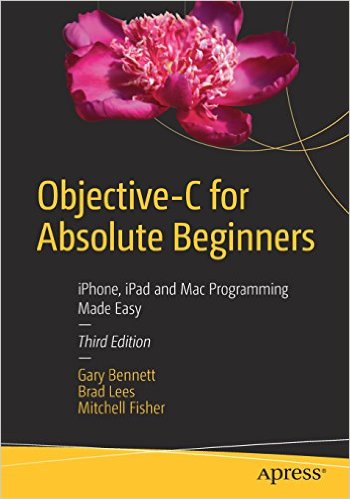 Objective-C for
Absolute Beginners
iPhone, iPad and Mac Programming
Made Easy
—
Third Edition
—
Gary Bennett
Brad Lees
Mitchell Fisher
Apress®